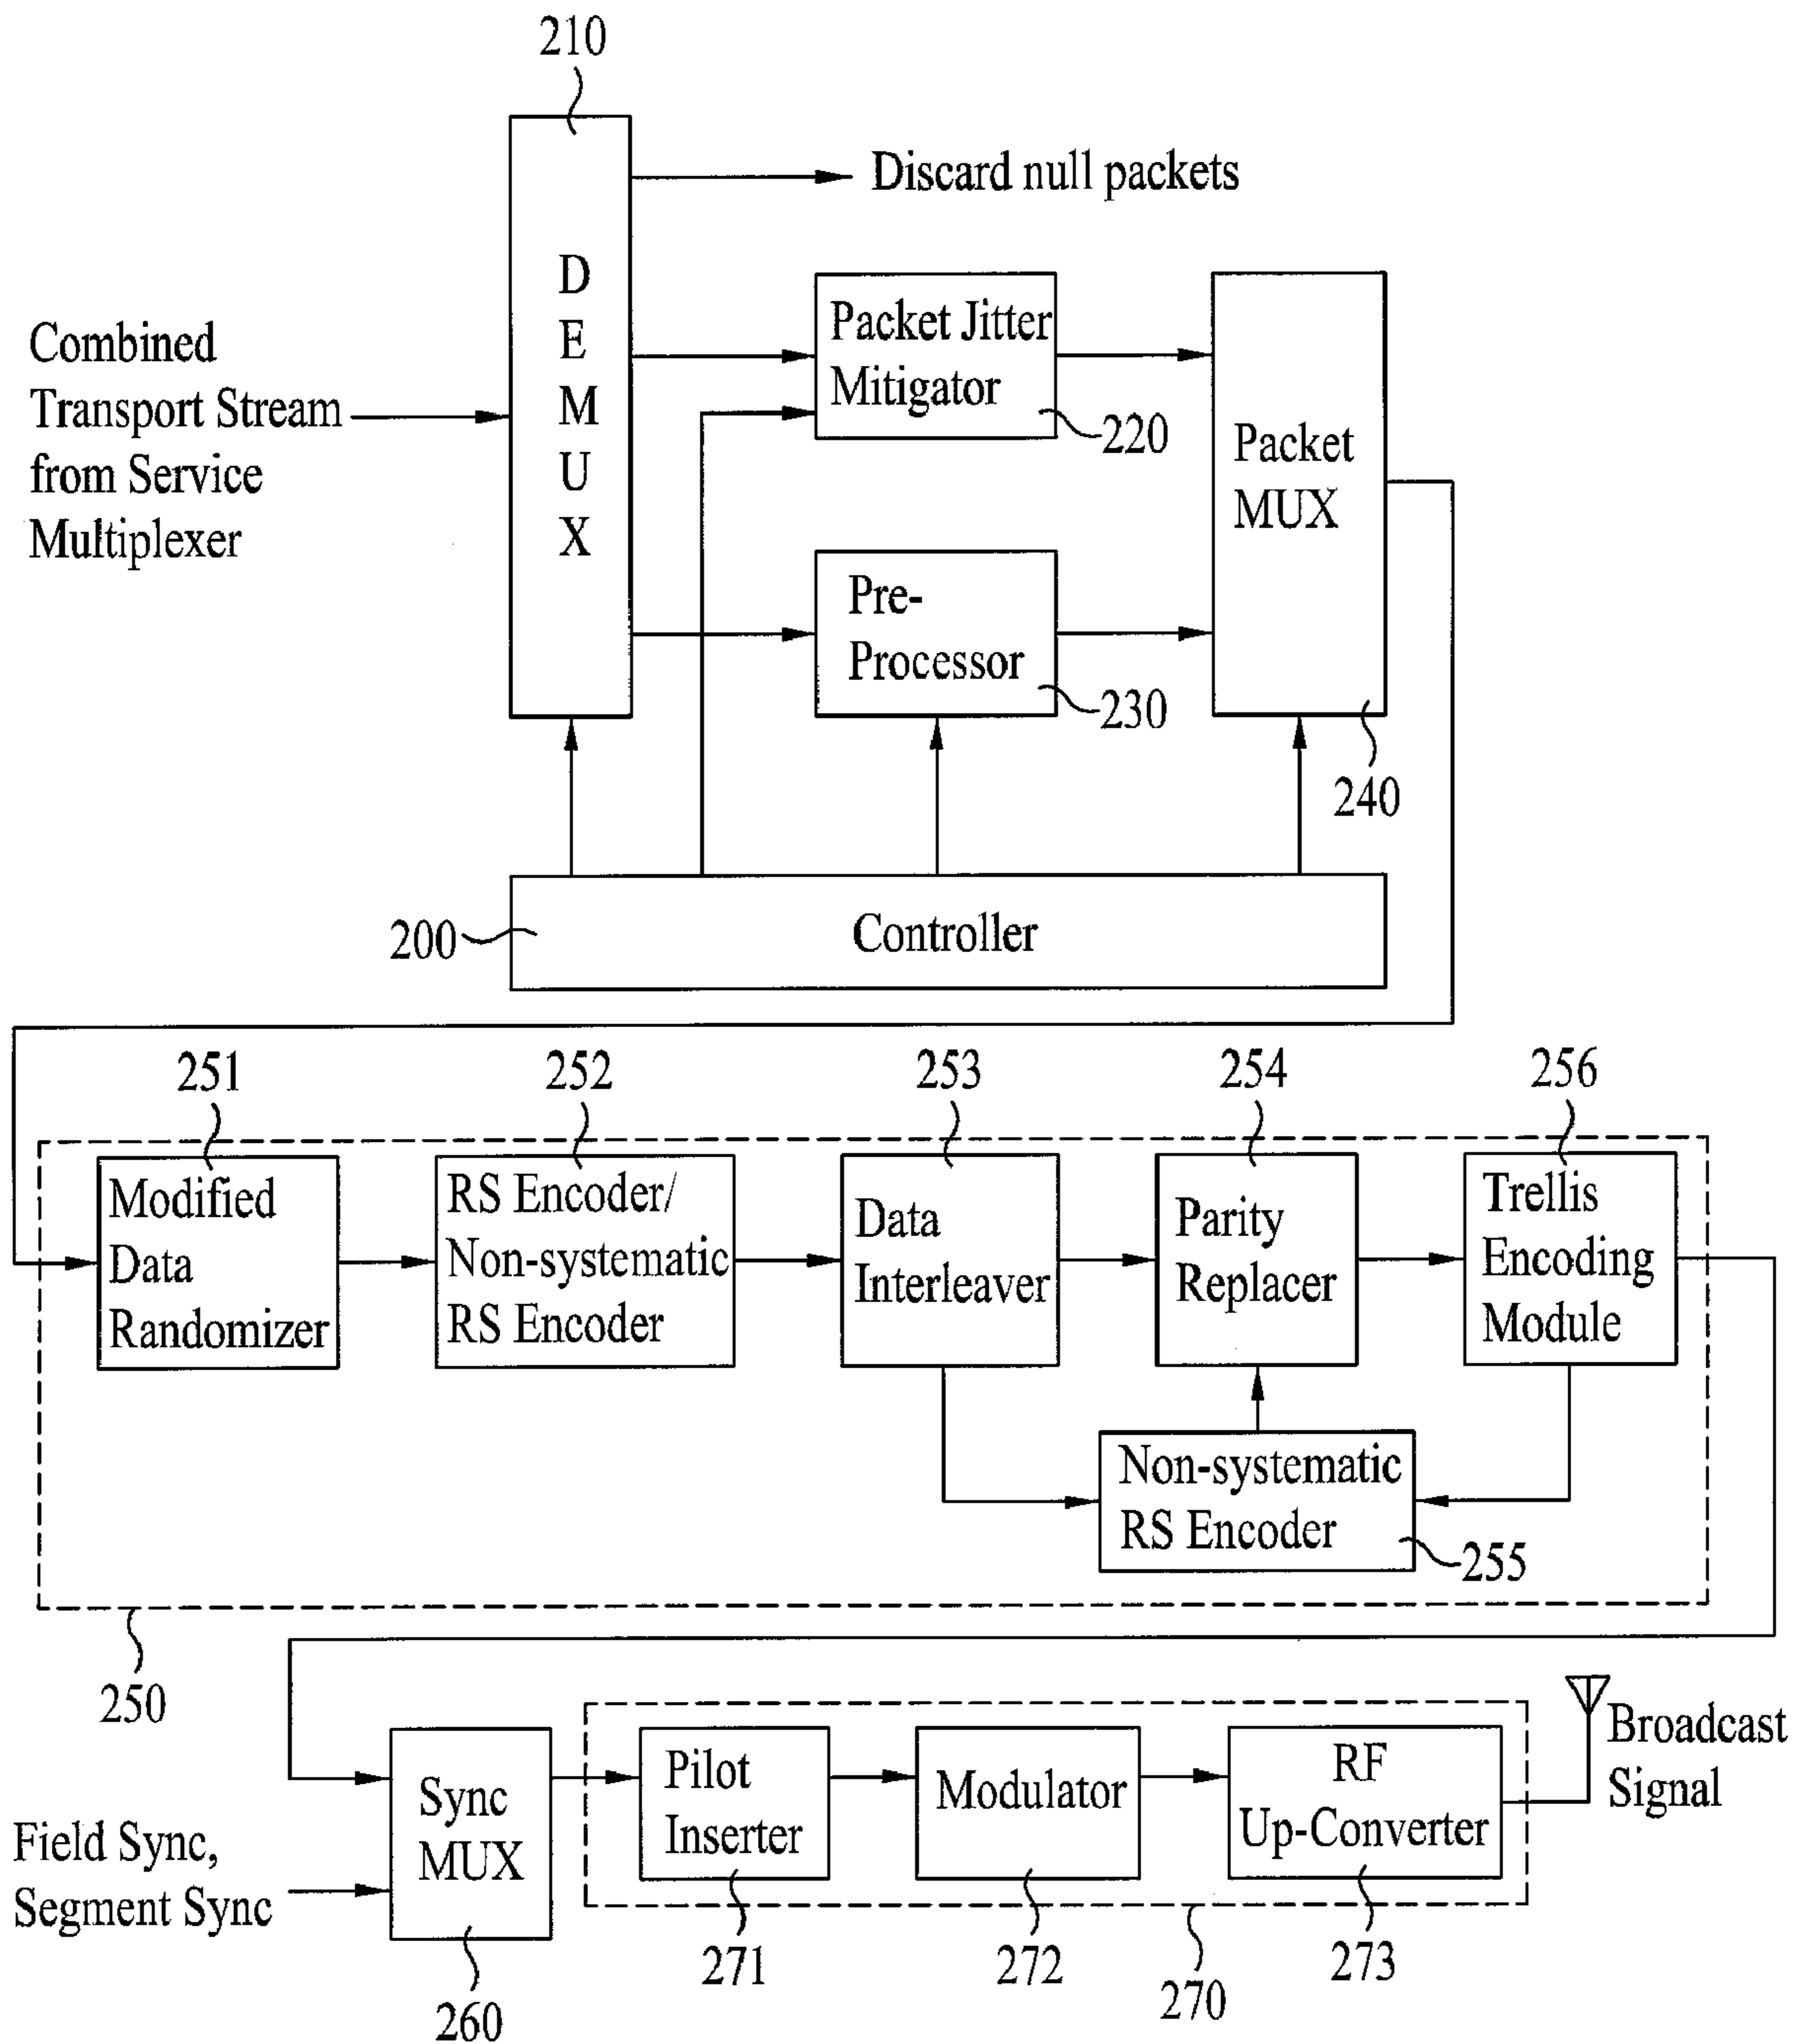 210
Discard null packets
D
E
M
U
X
Combined
Transport Stream
from Service
Multiplexer
Packet Jitter
Mitigator
220
Packet
MUX
Pre-
Processor
230
240
200
Controller
251
252
253
254
256
Modified
Data
Randomizer
RS Encoder/
Non-systematic
RS Encoder
Data
Interleaver
Parity
Replacer
Trellis
Encoding
Module
Non-systematic
RS Encoder
255
250
Broadcast
Signal
Sync
MUX
Pilot
Inserter
Modulator
RF
Up-Converter
Field Sync,
Segment Sync
260
271
272
270
273